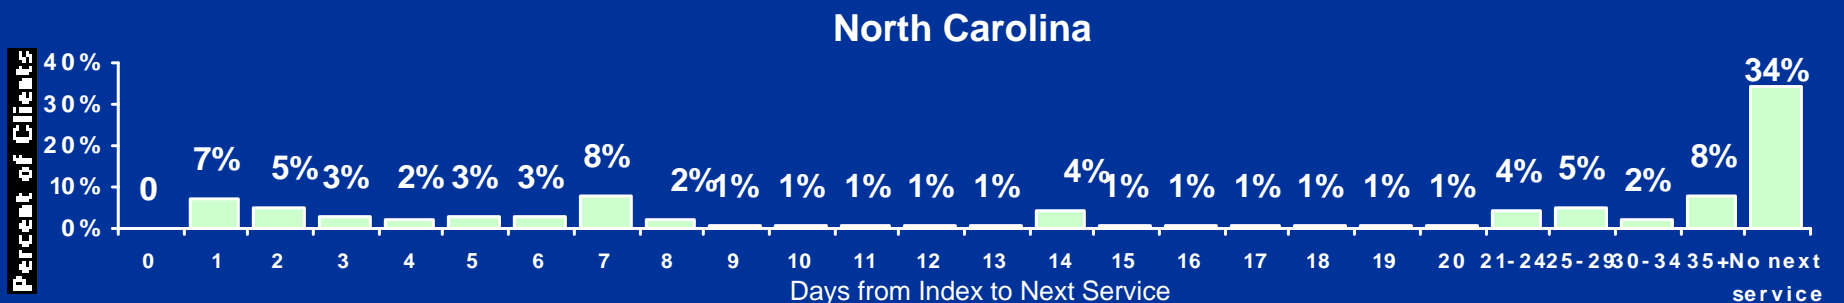 North Carolina
Percent of Clients
40%
30%
20%
10%
0%
0 7% 5% 3% 2% 3% 3% 8% 2% 1% 1% 1% 1% 1% 4% 1% 1% 1% 1% 1% 1% 4% 5% 2% 8% 34%
0 1 2 3 4 5 6 7 8 9 10 11 12 13 14 15 16 17 18 19 20 21-24 25-29 30-34 35+ No next
service
Days from Index to Next Service